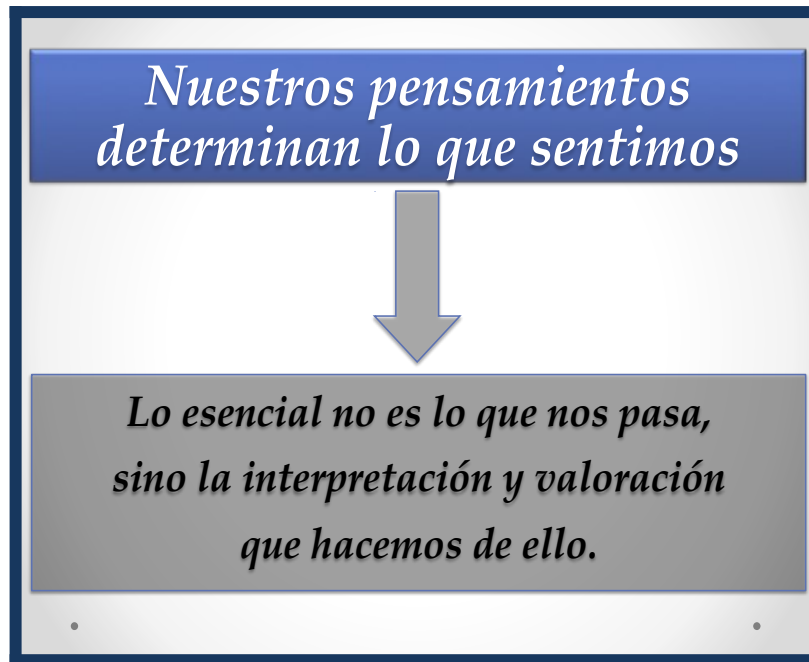 Nuestros pensamientos
determinan lo que sentimos
Lo esencial no es lo que nos pasa,
sino la interpretación y valoración
que hacemos de ello.